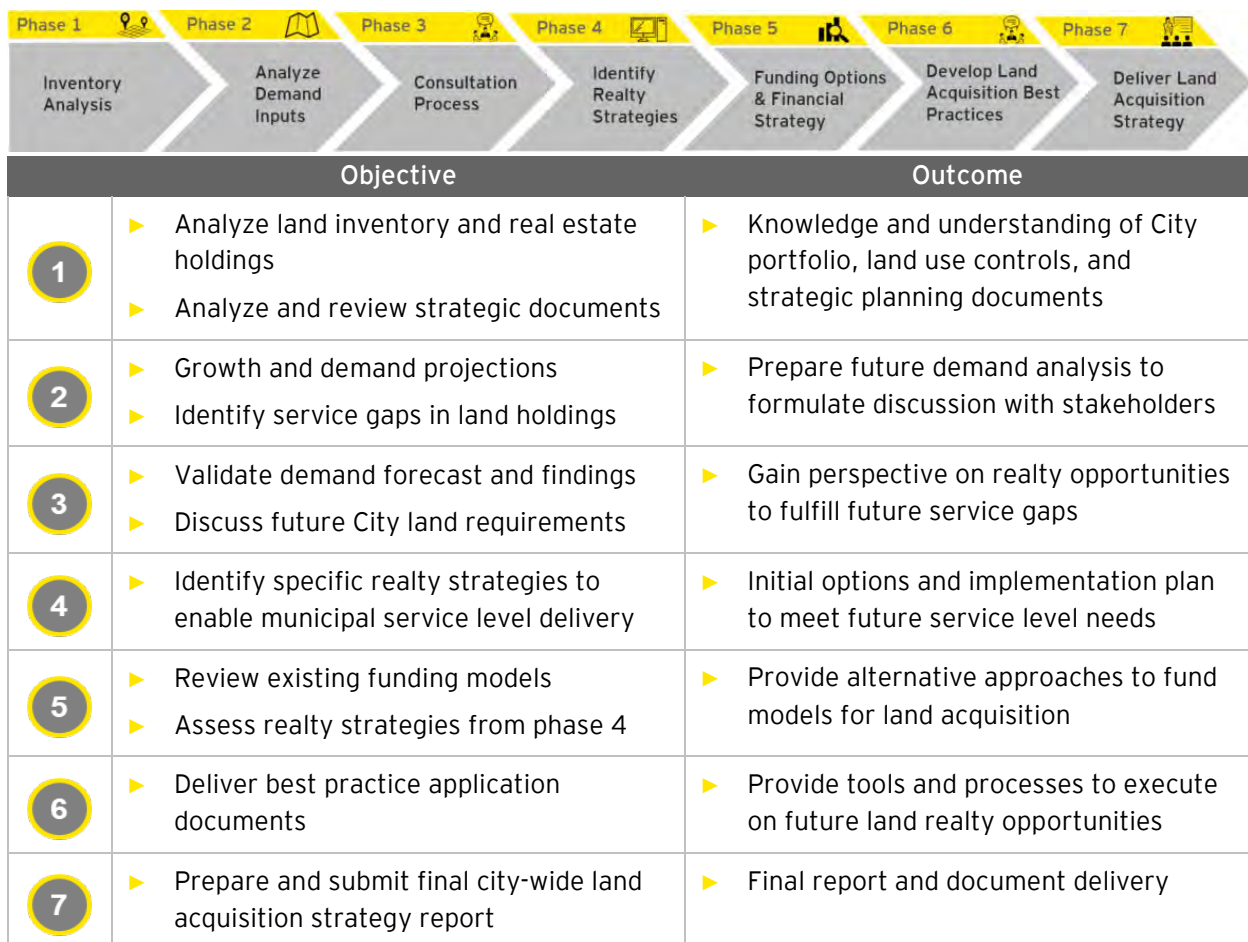 Phase 1
Phase 2
Phase 3
Phase 4
Phase 5
Phase 6
Phase 7
Inventory
Analysis
Analyze
Demand
Inputs
Consultation
Process
Identify
Realty
Strategies
Funding Options
& Financial
Strategy
Develop Land
Acquisition Best
Practices
Deliver Land
Acquisition
Strategy
Objective
Outcome
1
► Analyze land inventory and real estate
holdings
► Analyze and review strategic documents
► Knowledge and understanding of City
portfolio, land use controls, and
strategic planning documents
2
► Growth and demand projections
► Identify service gaps in land holdings
► Prepare future demand analysis to
formulate discussion with stakeholders
3
► Validate demand forecast and findings
► Discuss future City land requirements
► Gain perspective on realty opportunities
to fulfill future service gaps
4
► Identify specific realty strategies to
enable municipal service level delivery
► Initial options and implementation plan
to meet future service level needs
5
► Review existing funding models
► Assess realty strategies from phase 4
► Provide alternative approaches to fund
models for land acquisition
6
► Deliver best practice application
documents
► Provide tools and processes to execute
on future land realty opportunities
7
► Prepare and submit final city-wide land
acquisition strategy report
► Final report and document delivery